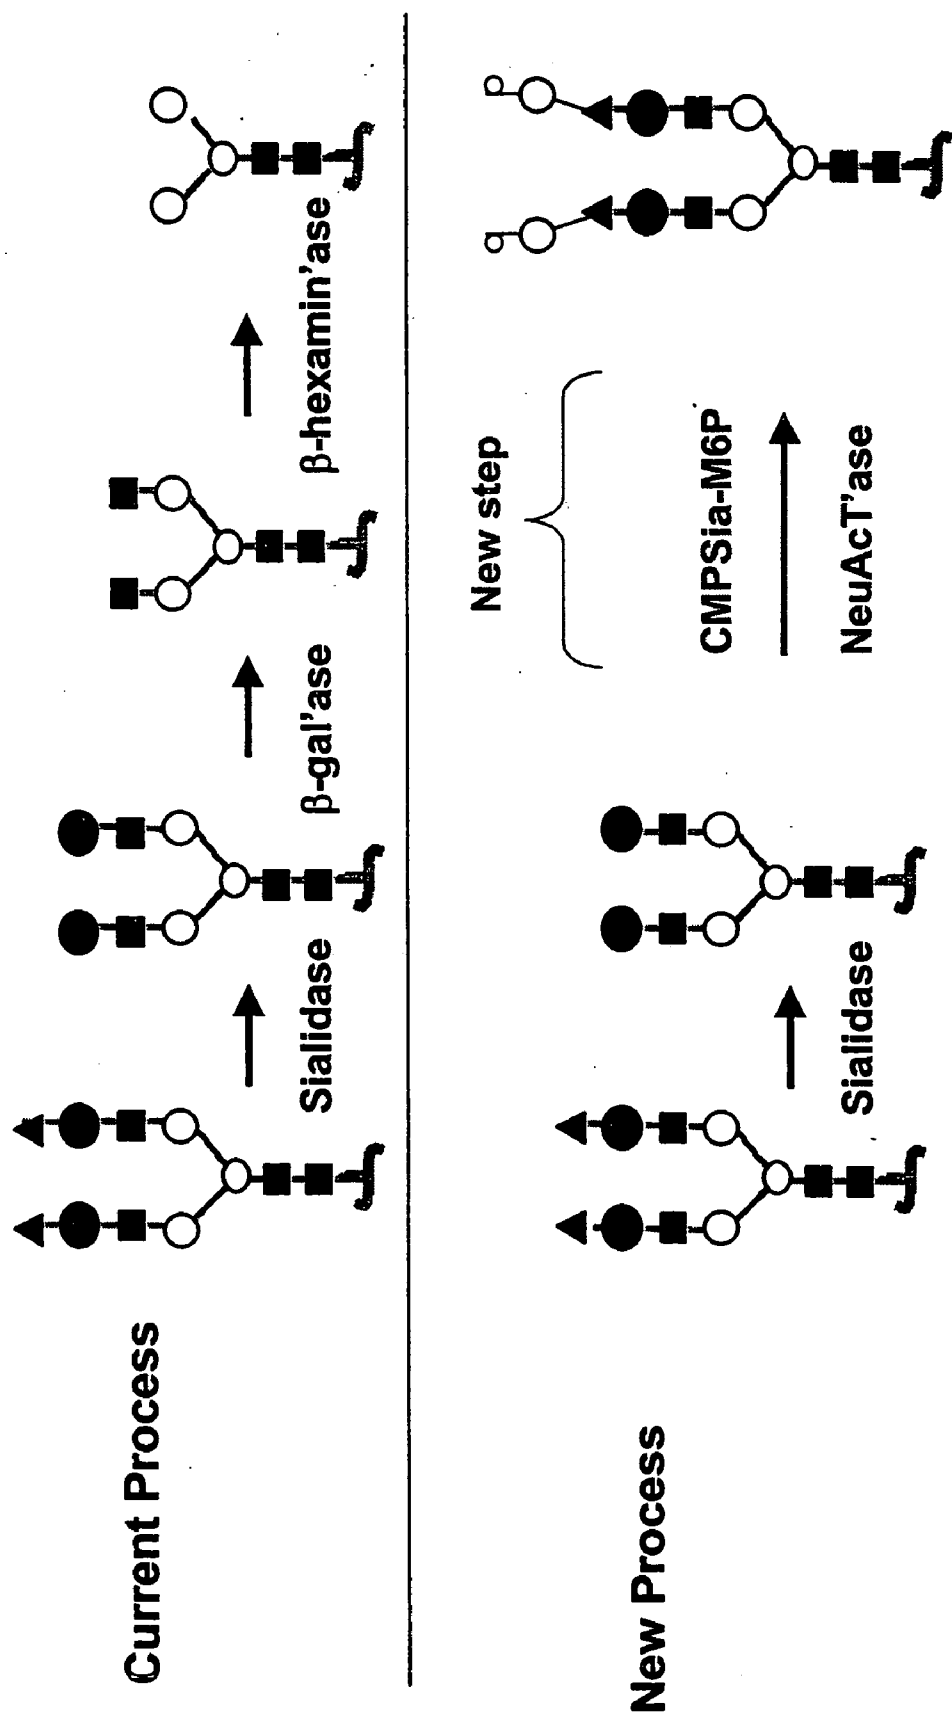 Current Process
Sialidase
β-gal'ase
β-hexamin'ase
New Process
Sialidase
New step
CMPSia-M6P
NeuAcT'ase